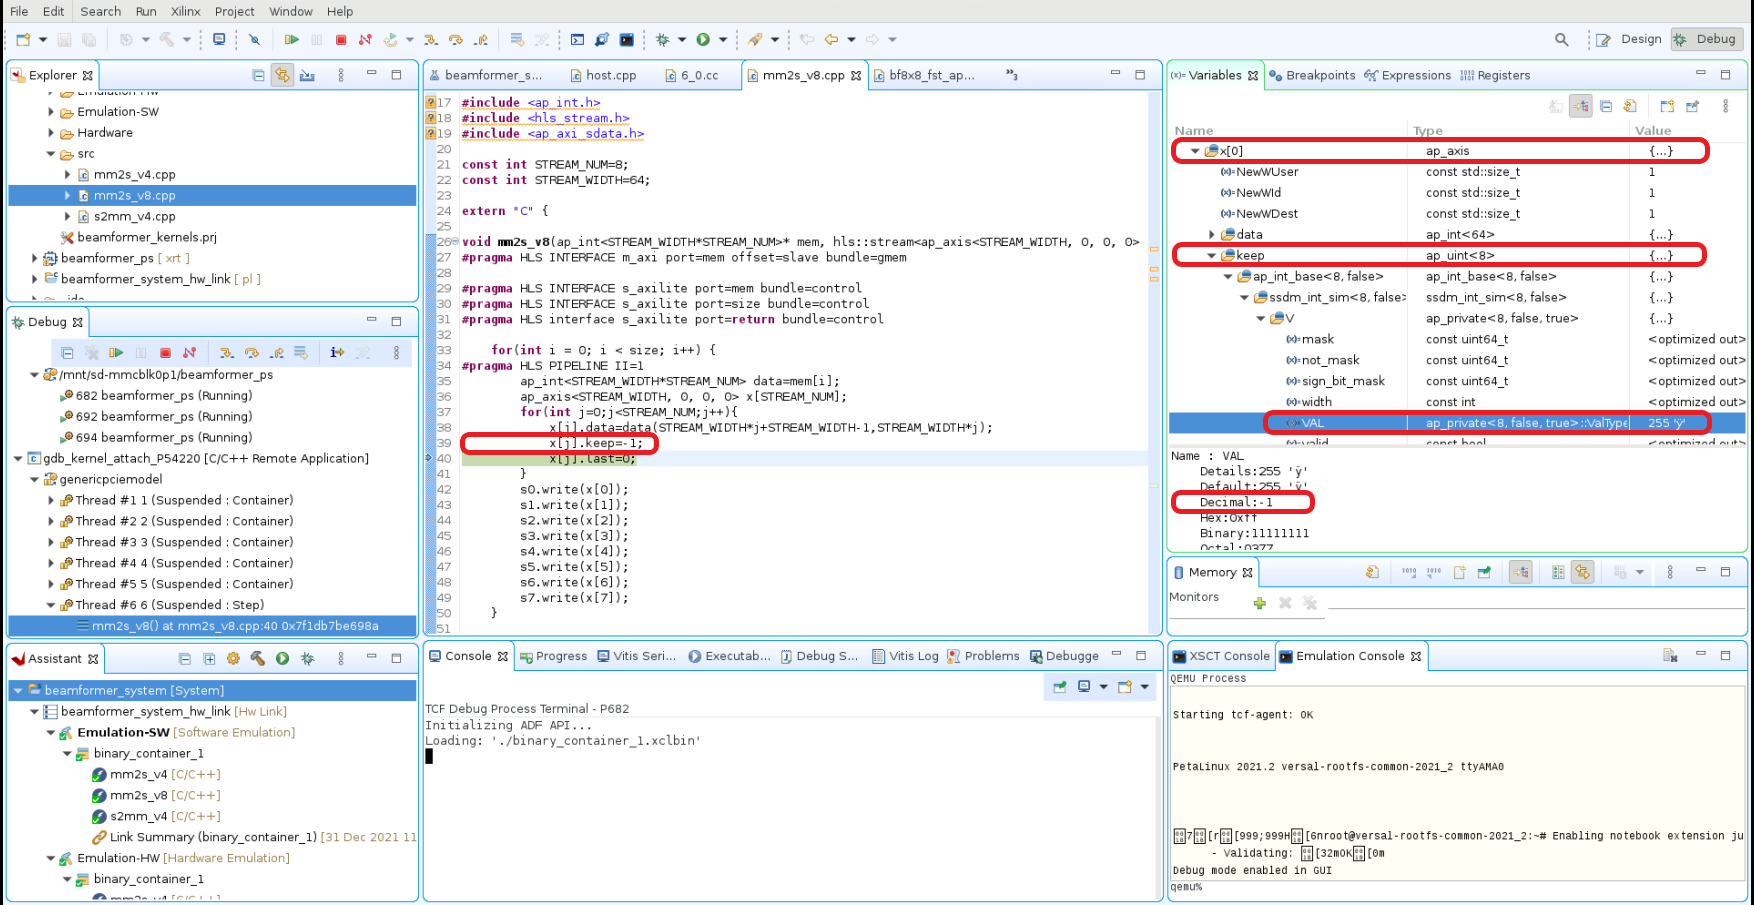 File Edit Search Run Xilinx Project Window Help
Design Debug
Explorer
Emulation-HW
Emulation-SW
Hardware
src
mm2s_v4.cpp
mm2s_v8.cpp
s2mm_v4.cpp
beamformer_kernels.prj
beamformer_ps [ xrt ]
beamformer_system_hw_link [ pl ]
Debug
/mnt/sd-mmcblk0p1/beamformer_ps
682 beamformer_ps (Running)
692 beamformer_ps (Running)
694 beamformer_ps (Running)
gdb_kernel_attach_P54220 [C/C++ Remote Application]
genericpciemodel
Thread #1 1 (Suspended : Container)
Thread #2 2 (Suspended : Container)
Thread #3 3 (Suspended : Container)
Thread #4 4 (Suspended : Container)
Thread #5 5 (Suspended : Container)
Thread #6 6 (Suspended : Step)
mm2s_v8() at mm2s_v8.cpp:40 0x7f1db7be698a
Assistant
beamformer_system [System]
beamformer_system_hw_link [Hw Link]
Emulation-SW [Software Emulation]
binary_container_1
mm2s_v4 [C/C++]
mm2s_v8 [C/C++]
s2mm_v4 [C/C++]
Link Summary (binary_container_1) [31 Dec 2021 11
Emulation-HW [Hardware Emulation]
binary_container_1
mm2s_v4 [C/C++]
beamformer_s... host.cpp 6_0.cc mm2s_v8.cpp bf8x8_fst_ap... »3
17 #include <ap_int.h>
18 #include <hls_stream.h>
19 #include <ap_axi_sdata.h>
20
21 const int STREAM_NUM=8;
22 const int STREAM_WIDTH=64;
23
24 extern "C" {
25
26 void mm2s_v8(ap_int<STREAM_WIDTH*STREAM_NUM>* mem, hls::stream<ap_axis<STREAM_WIDTH, 0, 0, 0>
27 #pragma HLS INTERFACE m_axi port=mem offset=slave bundle=gmem
28
29 #pragma HLS INTERFACE s_axilite port=mem bundle=control
30 #pragma HLS INTERFACE s_axilite port=size bundle=control
31 #pragma HLS interface s_axilite port=return bundle=control
32
33 for(int i = 0; i < size; i++) {
34 #pragma HLS PIPELINE II=1
35 ap_int<STREAM_WIDTH*STREAM_NUM> data=mem[i];
36 ap_axis<STREAM_WIDTH, 0, 0, 0> x[STREAM_NUM];
37 for(int j=0;j<STREAM_NUM;j++){
38 x[j].data=data(STREAM_WIDTH*j+STREAM_WIDTH-1,STREAM_WIDTH*j);
39 x[j].keep=-1;
40 x[j].last=0;
41 }
42 s0.write(x[0]);
43 s1.write(x[1]);
44 s2.write(x[2]);
45 s3.write(x[3]);
46 s4.write(x[4]);
47 s5.write(x[5]);
48 s6.write(x[6]);
49 s7.write(x[7]);
50 }
51
Console Progress Vitis Seri... Executab... Debug S... Vitis Log Problems Debugge
TCF Debug Process Terminal - P682
Initializing ADF API...
Loading: './binary_container_1.xclbin'
Variables Breakpoints Expressions Registers
Name Type Value
x[0] ap_axis {...}
NewWUser const std::size_t 1
NewWId const std::size_t 1
NewWDest const std::size_t 1
data ap_int<64> {...}
keep ap_uint<8> {...}
ap_int_base<8, false> ap_int_base<8, false> {...}
ssdm_int_sim<8, false> ssdm_int_sim<8, false> {...}
V ap_private<8, false, true> {...}
mask const uint64_t <optimized out>
not_mask const uint64_t <optimized out>
sign_bit_mask const uint64_t <optimized out>
width const int <optimized out>
VAL ap_private<8, false, true>::ValType 255 'ÿ'
valid const bool <optimized out>
Name : VAL
Details:255 'ÿ'
Default:255 'ÿ'
Decimal:-1
Hex:0xff
Binary:11111111
Octal:0377
Memory
Monitors
XSCT Console Emulation Console
QEMU Process
Starting tcf-agent: OK
PetaLinux 2021.2 versal-rootfs-common-2021_2 ttyAMA0
7[r[999;999H[6nroot@versal-rootfs-common-2021_2:~# Enabling notebook extension ju
- Validating: [32mOK[0m
Debug mode enabled in GUI
qemu%